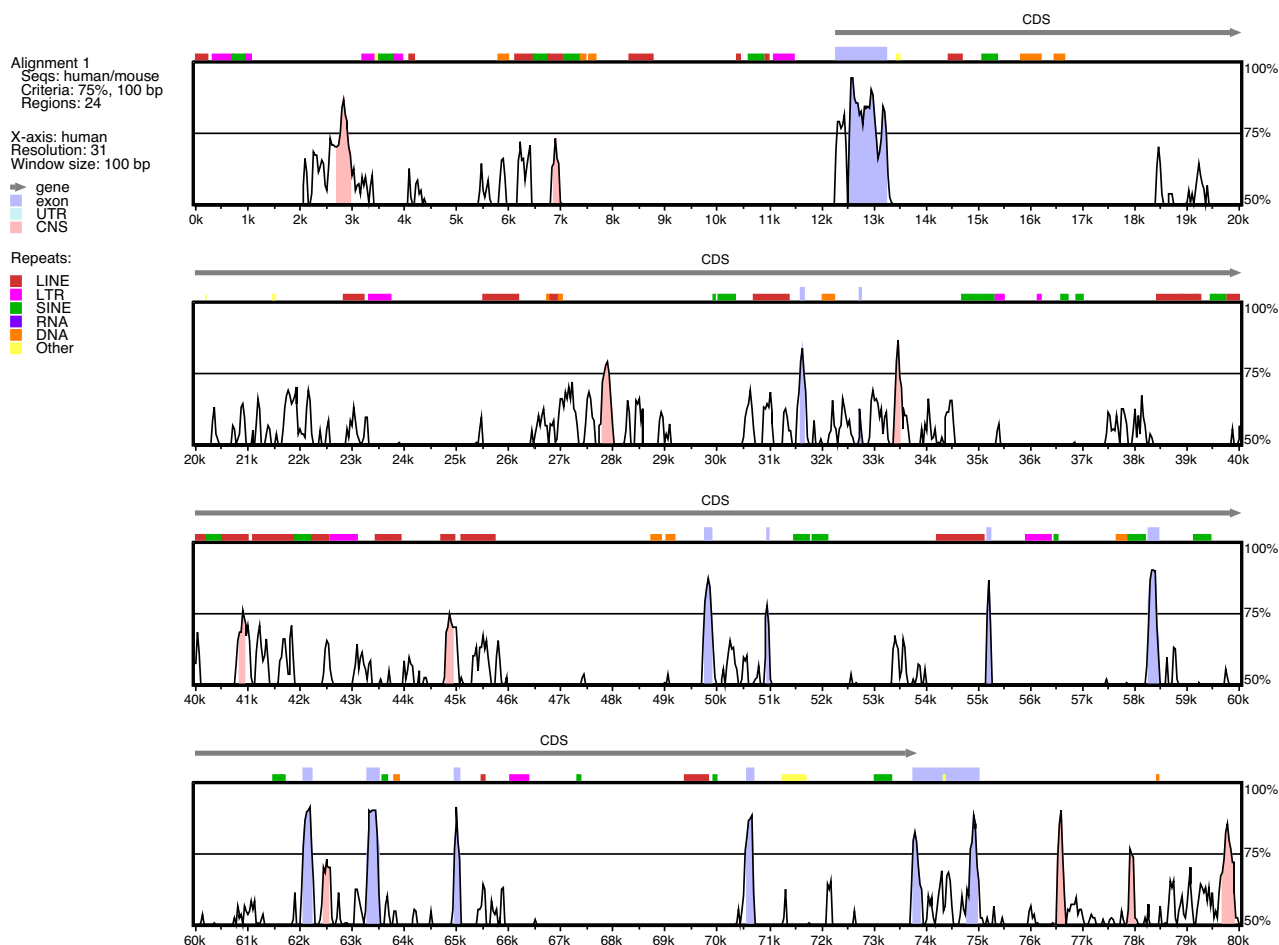 CDS
Alignment 1
Seqs: human/mouse
Criteria: 75%, 100 bp
Regions: 24
X-axis: human
Resolution: 31
Window size: 100 bp
gene
exon
UTR
CNS
Repeats:
LINE
LTR
SINE
RNA
DNA
Other
100%
75%
50%
0k 1k 2k 3k 4k 5k 6k 7k 8k 9k 10k 11k 12k 13k 14k 15k 16k 17k 18k 19k 20k
CDS
100%
75%
50%
20k 21k 22k 23k 24k 25k 26k 27k 28k 29k 30k 31k 32k 33k 34k 35k 36k 37k 38k 39k 40k
CDS
100%
75%
50%
40k 41k 42k 43k 44k 45k 46k 47k 48k 49k 50k 51k 52k 53k 54k 55k 56k 57k 58k 59k 60k
CDS
100%
75%
50%
60k 61k 62k 63k 64k 65k 66k 67k 68k 69k 70k 71k 72k 73k 74k 75k 76k 77k 78k 79k 80k